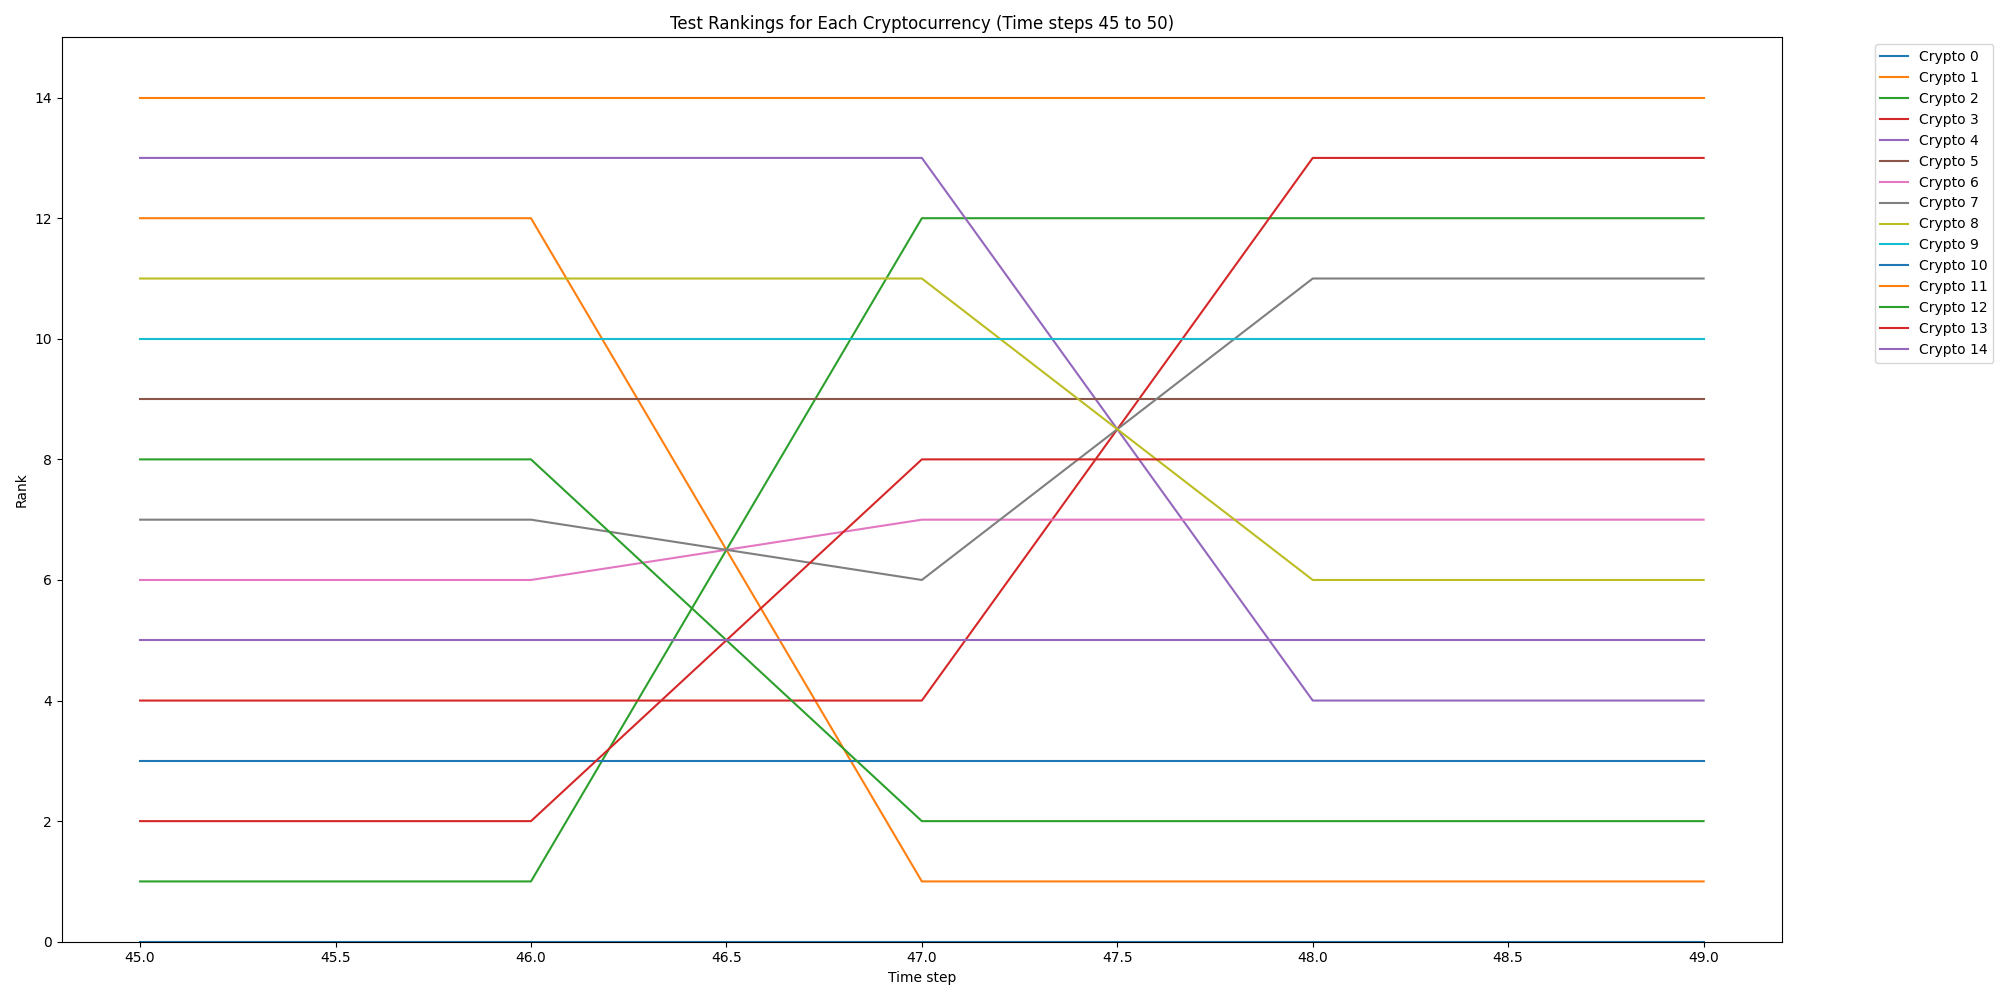 Test Rankings for Each Cryptocurrency (Time steps 45 to 50)
14
12
10
8
6
4
2
0
Rank
45.0 45.5 46.0 46.5 47.0 47.5 48.0 48.5 49.0
Time step
Crypto 0
Crypto 1
Crypto 2
Crypto 3
Crypto 4
Crypto 5
Crypto 6
Crypto 7
Crypto 8
Crypto 9
Crypto 10
Crypto 11
Crypto 12
Crypto 13
Crypto 14